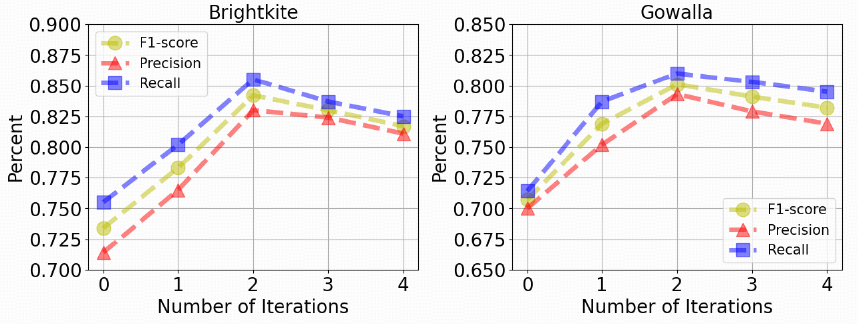 Brightkite
0.900
0.875
0.850
0.825
0.800
0.775
0.750
0.725
0.700
Percent
F1-score
Precision
Recall
0 1 2 3 4
Number of Iterations
Gowalla
0.850
0.825
0.800
0.775
0.750
0.725
0.700
0.675
0.650
Percent
F1-score
Precision
Recall
0 1 2 3 4
Number of Iterations